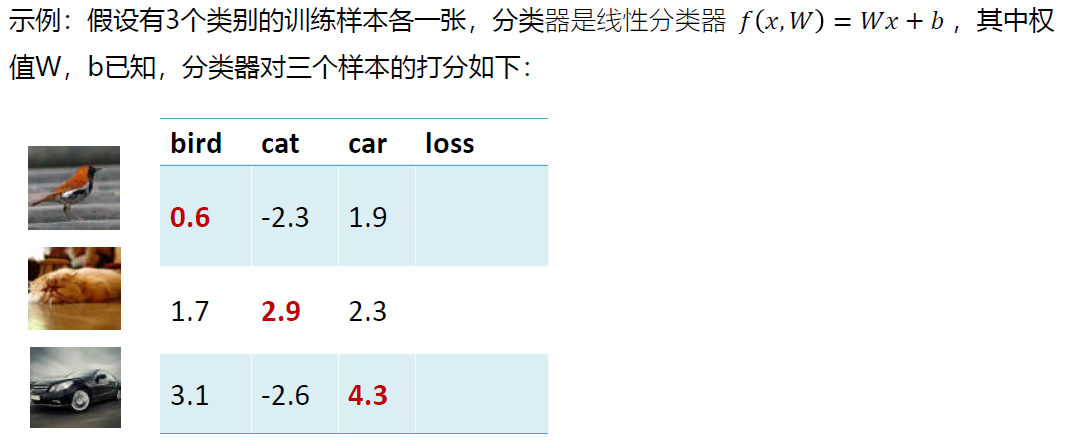 示例：假设有3个类别的训练样本各一张，分类器是线性分类器 f(x,W) = Wx + b ，其中权
值W，b已知，分类器对三个样本的打分如下：
bird cat car loss
0.6 -2.3 1.9
1.7 2.9 2.3
3.1 -2.6 4.3